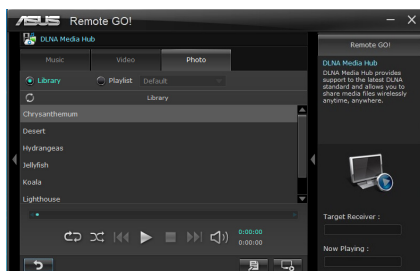 ASUS Remote GO!
DLNA Media Hub
Music Video Photo
Library Playlist Default
Library
Chrysanthemum
Desert
Hydrangeas
Jellyfish
Koala
Lighthouse
0:00:00
0:00:00
Remote GO!
DLNA Media Hub
DLNA Media Hub provides
support to the latest DLNA
standard and allows you to
share media files wirelessly
anytime, anywhere.
Target Receiver :
Now Playing :